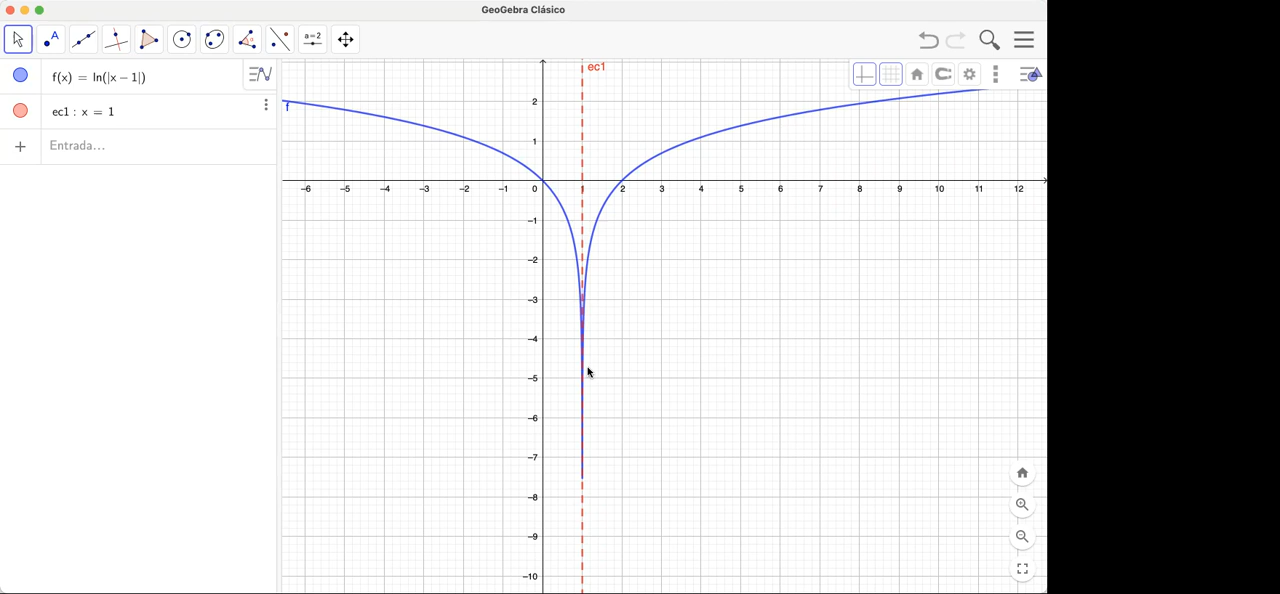 GeoGebra Clásico
A
α
a=2
f(x) = ln(|x − 1|)
ec1 : x = 1
Entrada...
ec1
f
2
1
−6 −5 −4 −3 −2 −1 0 2 3 4 5 6 7 8 9 10 11 12
−1
−2
−3
−4
−5
−6
−7
−8
−9
−10